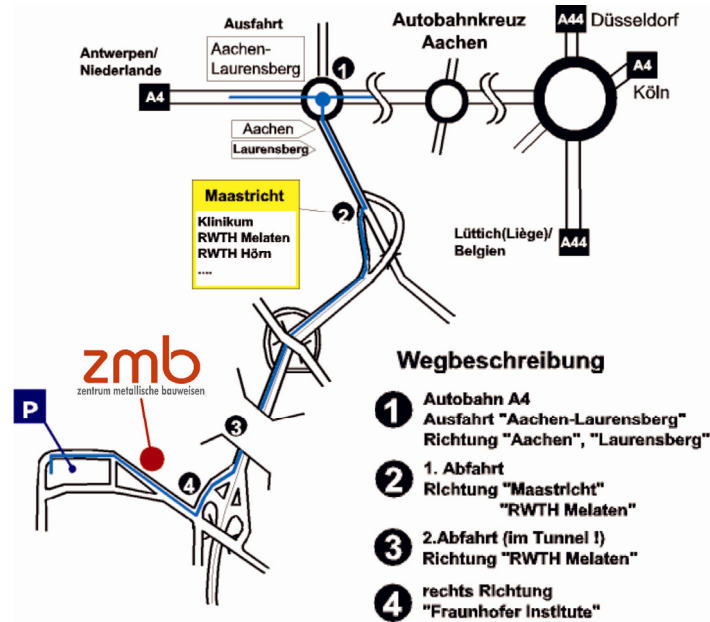 Ausfahrt
Aachen-
Laurensberg
Autobahnkreuz
Aachen
A44
Düsseldorf
Antwerpen/
Niederlande
A4
1
A4
Köln
Aachen
Laurensberg
Maastricht
Klinikum
RWTH Melaten
RWTH Hörn
....
2
Lüttich(Liège)/
Belgien
A44
zmb
zentrum metallische bauweisen
P
3
4
Wegbeschreibung
1 Autobahn A4
Ausfahrt "Aachen-Laurensberg"
Richtung "Aachen", "Laurensberg"
2 1. Abfahrt
Richtung "Maastricht"
"RWTH Melaten"
3 2.Abfahrt (im Tunnel !)
Richtung "RWTH Melaten"
4 rechts Richtung
"Fraunhofer Institute"